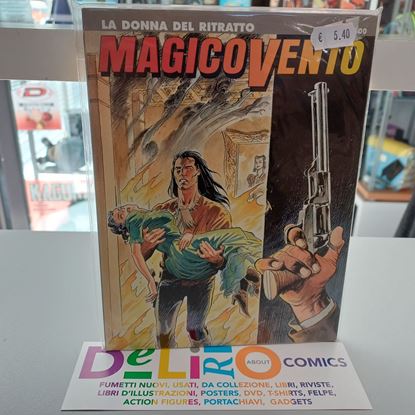 LA DONNA DEL RITRATTO
€ 5.40
MAGICO VENTO
DeLiRiO ABOUT COMICS
FUMETTI NUOVI, USATI, DA COLLEZIONE, LIBRI, RIVISTE,
LIBRI D'ILLUSTRAZIONI, POSTERS, DVD, T-SHIRTS, FELPE,
ACTION FIGURES, PORTACHIAVI, GADGETS